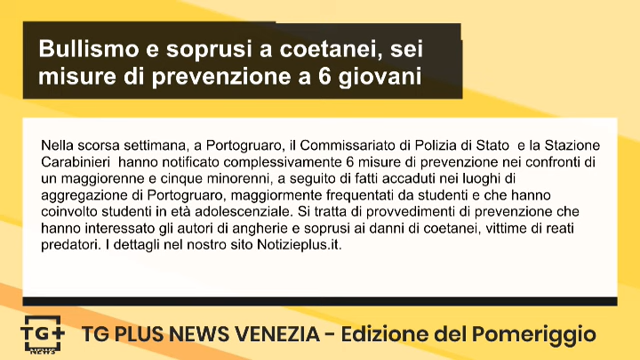 Bullismo e soprusi a coetanei, sei
misure di prevenzione a 6 giovani
Nella scorsa settimana, a Portogruaro, il Commissariato di Polizia di Stato e la Stazione
Carabinieri hanno notificato complessivamente 6 misure di prevenzione nei confronti di
un maggiorenne e cinque minorenni, a seguito di fatti accaduti nei luoghi di
aggregazione di Portogruaro, maggiormente frequentati da studenti e che hanno
coinvolto studenti in età adolescenziale. Si tratta di provvedimenti di prevenzione che
hanno interessato gli autori di angherie e soprusi ai danni di coetanei, vittime di reati
predatori. I dettagli nel nostro sito Notizieplus.it.
TG+
NEWS
TG PLUS NEWS VENEZIA - Edizione del Pomeriggio